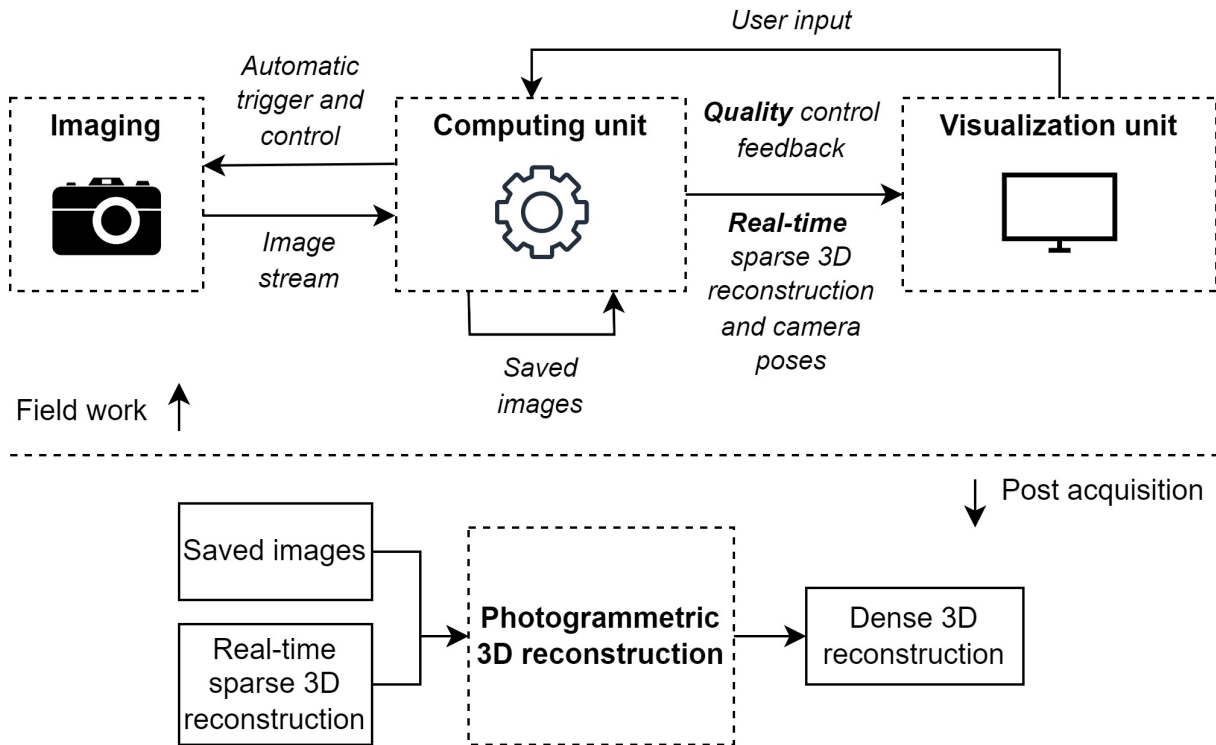 User input
Automatic
trigger and
control
Imaging
Computing unit
Quality control
feedback
Visualization unit
Image
stream
Real-time
sparse 3D
reconstruction
and camera
poses
Saved
images
Field work
Post acquisition
Saved images
Real-time
sparse 3D
reconstruction
Photogrammetric
3D reconstruction
Dense 3D
reconstruction